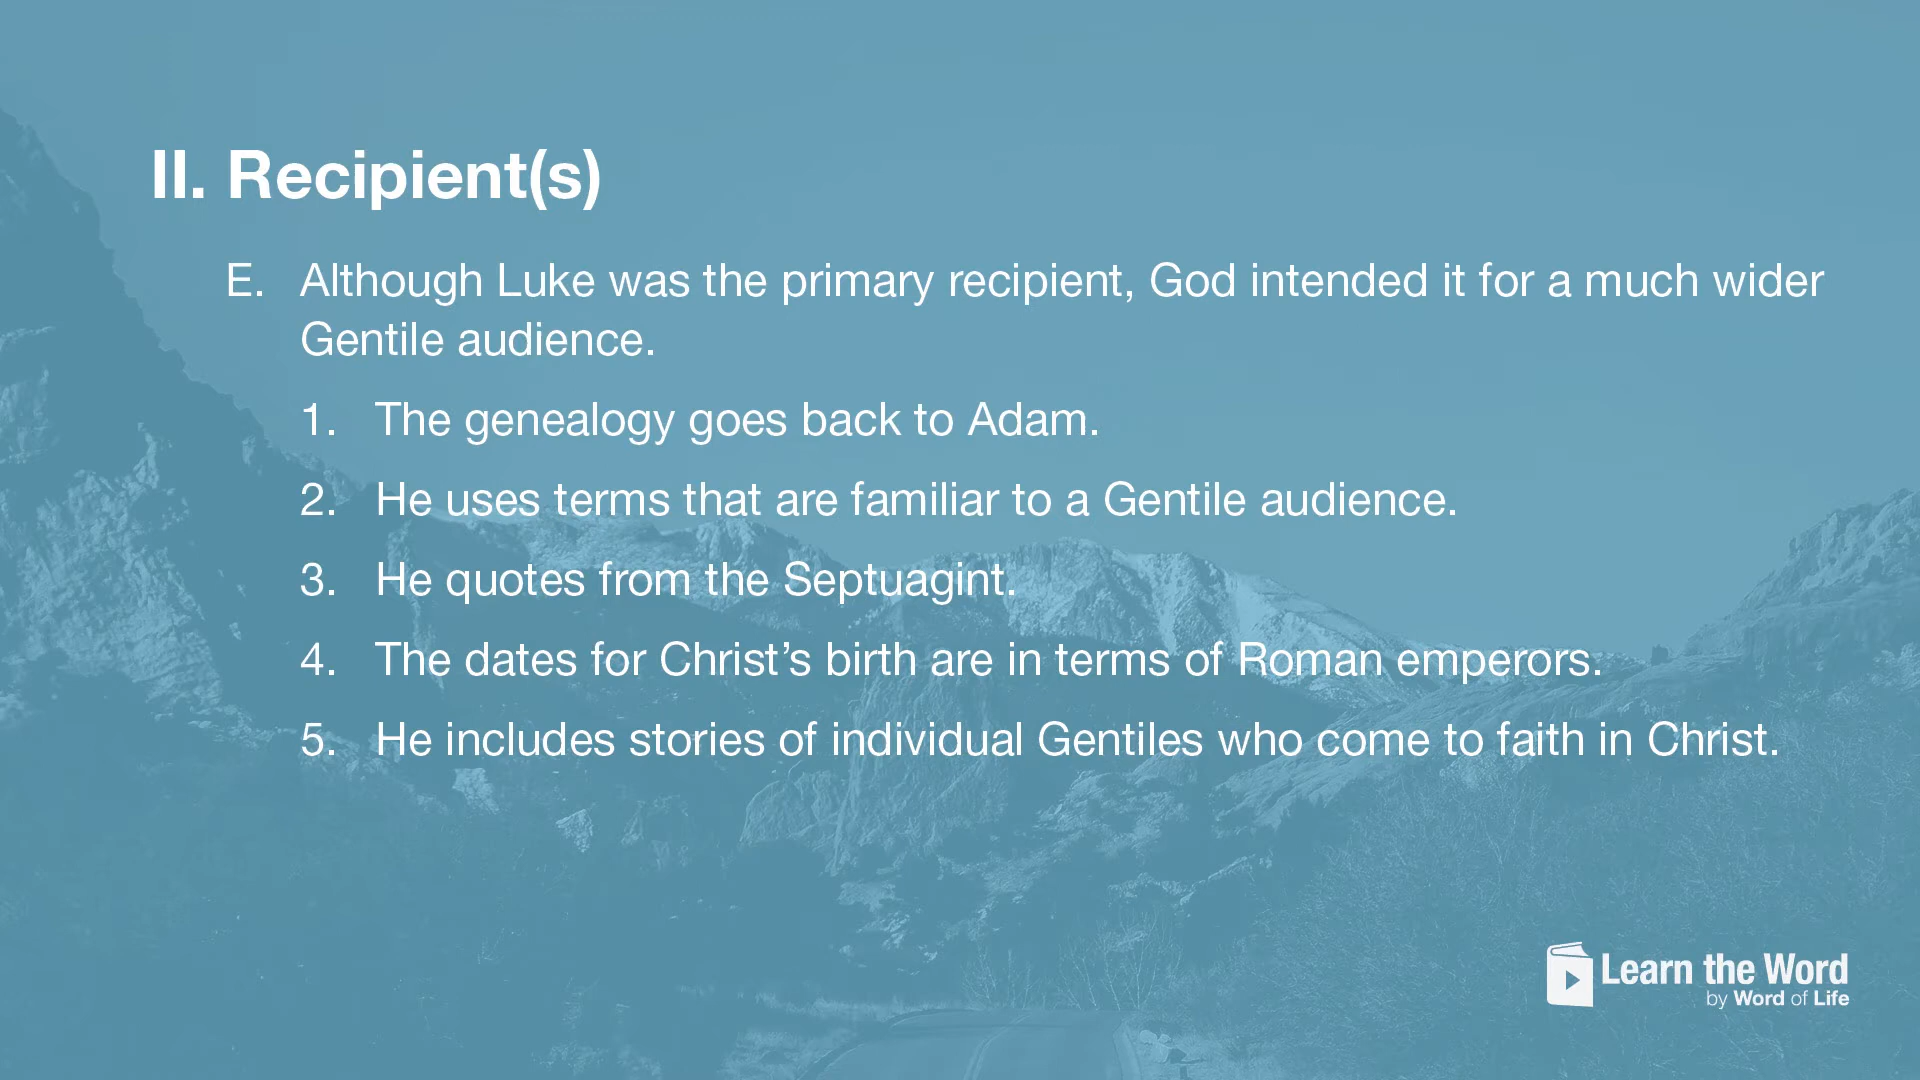 II. Recipient(s)
E. Although Luke was the primary recipient, God intended it for a much wider
Gentile audience.
1. The genealogy goes back to Adam.
2. He uses terms that are familiar to a Gentile audience.
3. He quotes from the Septuagint.
4. The dates for Christ’s birth are in terms of Roman emperors.
5. He includes stories of individual Gentiles who come to faith in Christ.
Learn the Word
by Word of Life